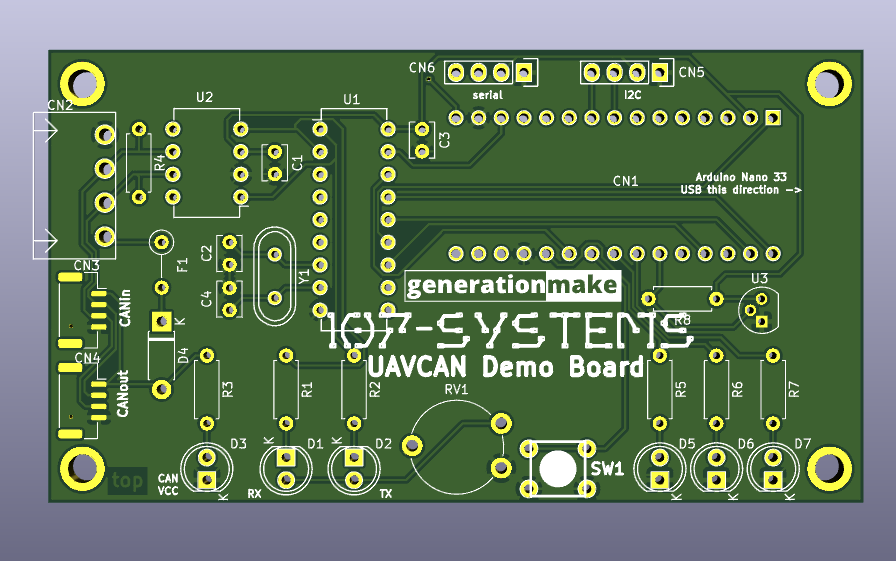 CN6
serial
I2C
CN5
CN2
U2
U1
C3
R4
C1
CN1
Arduino Nano 33
USB this direction ->
F1
C2
C4
Y1
CN3
CANin
K
D4
generationmake
U3
R8
107-SYSTEMS
UAVCAN Demo Board
CN4
CANout
R3
R1
R2
RV1
R5
R6
R7
D3
K
D1
K
D2
SW1
D5
D6
D7
top
CAN
VCC
K
RX
TX
K
K
K